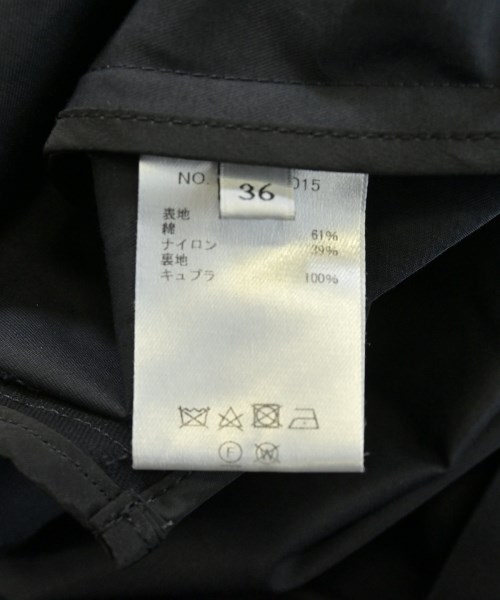 NO. 015
36
表地
綿 61%
ナイロン 39%
裏地
キュプラ 100%
F W